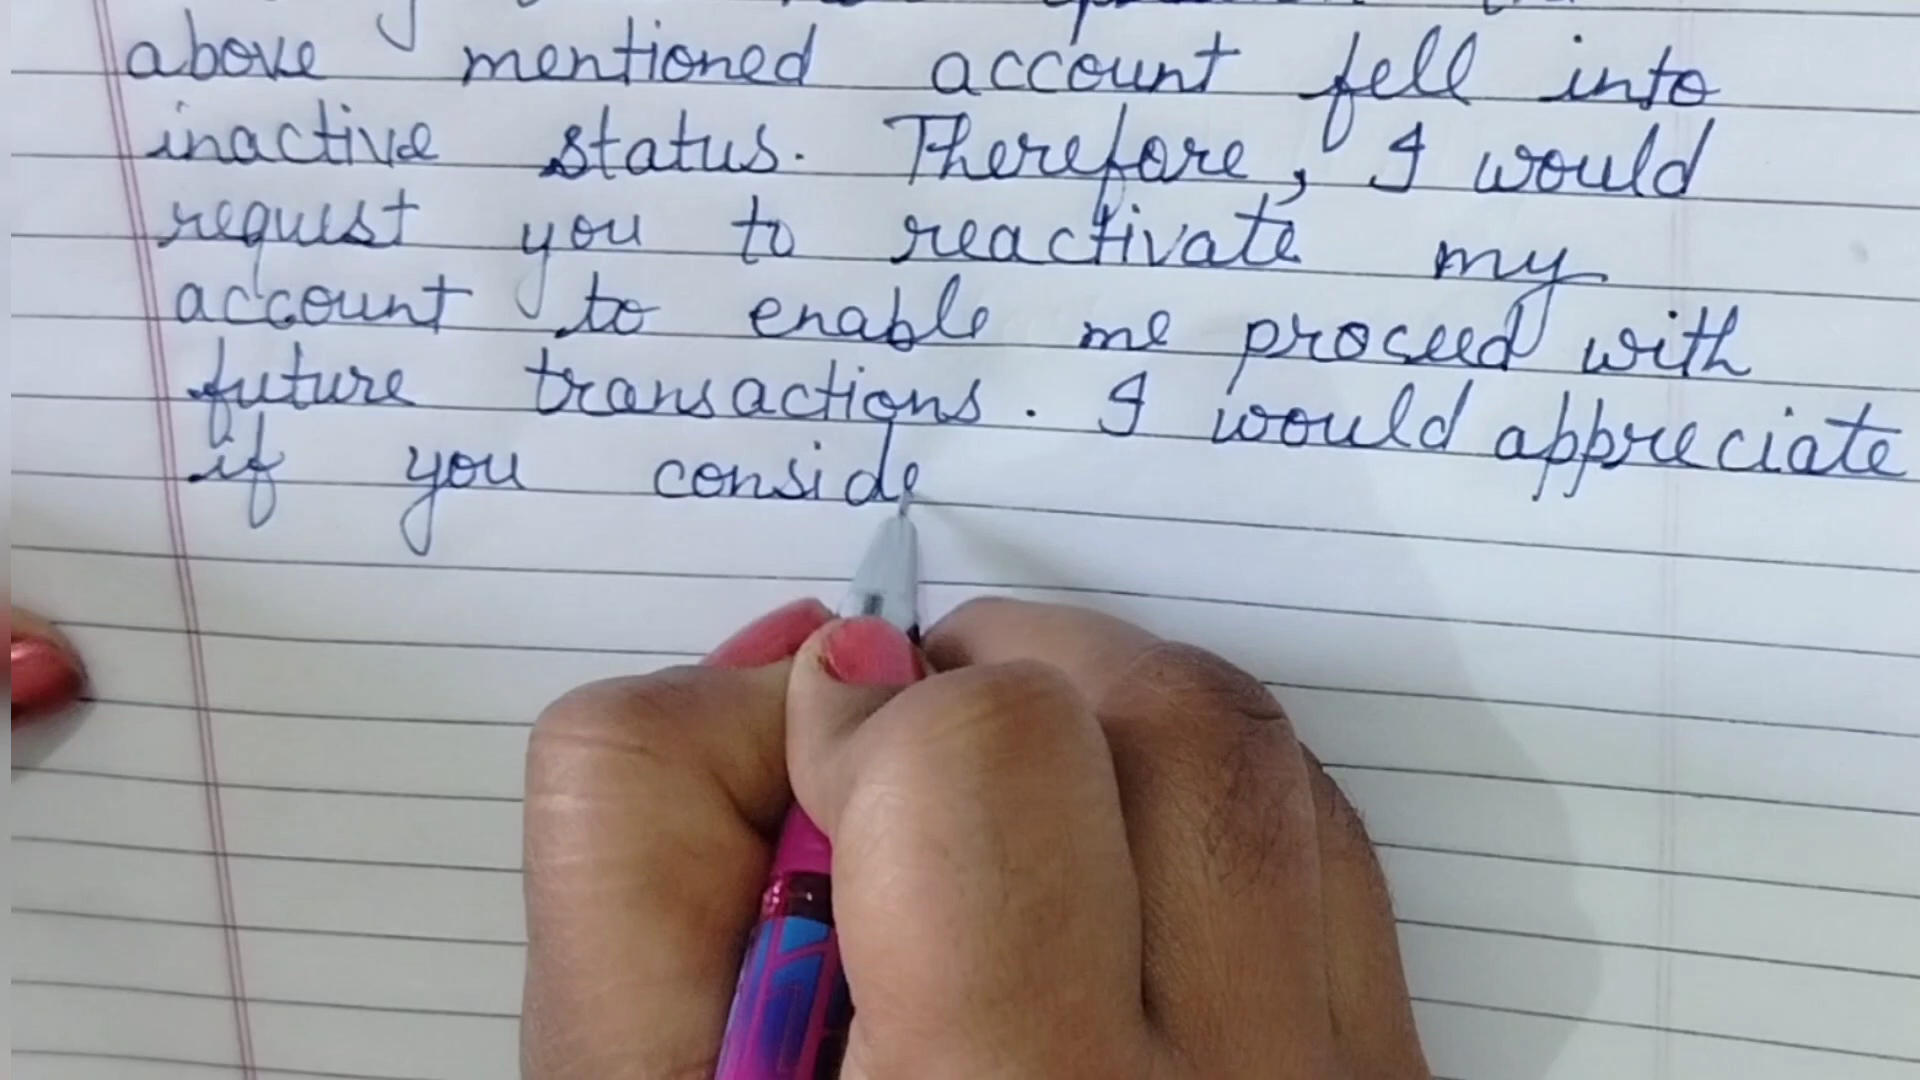 above mentioned account fell into
inactive status. Therefore, I would
request you to reactivate my
account to enable me proceed with
future transactions. I would appreciate
if you conside